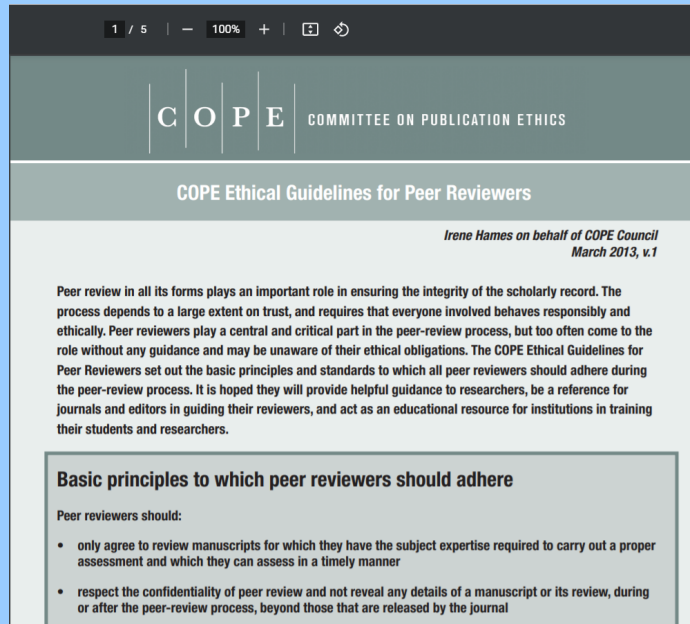 1 / 5 | − 100% + |
COPE COMMITTEE ON PUBLICATION ETHICS
COPE Ethical Guidelines for Peer Reviewers
Irene Hames on behalf of COPE Council
March 2013, v.1
Peer review in all its forms plays an important role in ensuring the integrity of the scholarly record. The
process depends to a large extent on trust, and requires that everyone involved behaves responsibly and
ethically. Peer reviewers play a central and critical part in the peer-review process, but too often come to the
role without any guidance and may be unaware of their ethical obligations. The COPE Ethical Guidelines for
Peer Reviewers set out the basic principles and standards to which all peer reviewers should adhere during
the peer-review process. It is hoped they will provide helpful guidance to researchers, be a reference for
journals and editors in guiding their reviewers, and act as an educational resource for institutions in training
their students and researchers.
Basic principles to which peer reviewers should adhere
Peer reviewers should:
• only agree to review manuscripts for which they have the subject expertise required to carry out a proper
assessment and which they can assess in a timely manner
• respect the confidentiality of peer review and not reveal any details of a manuscript or its review, during
or after the peer-review process, beyond those that are released by the journal